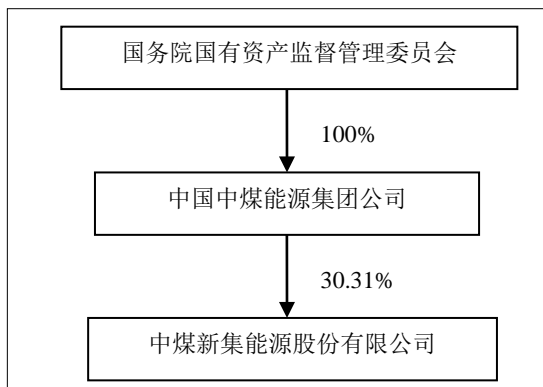 国务院国有资产监督管理委员会
100%
中国中煤能源集团公司
30.31%
中煤新集能源股份有限公司